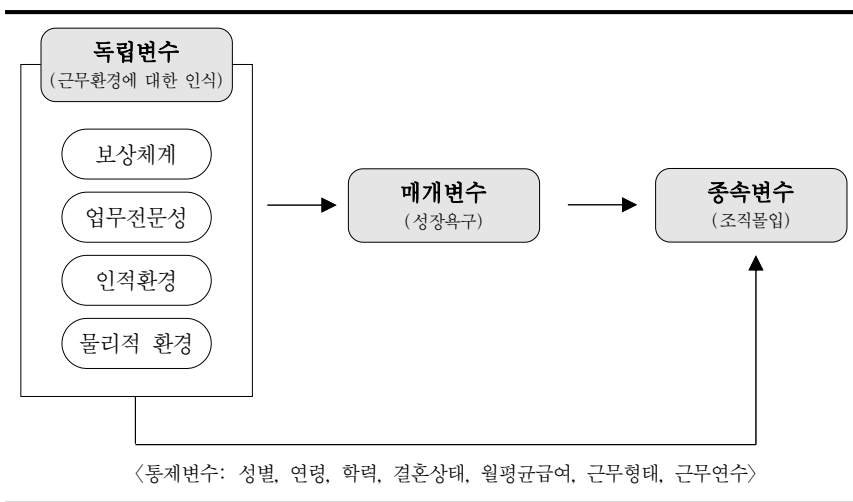 독립변수
(근무환경에 대한 인식)
보상체계
업무전문성
인적환경
물리적 환경
매개변수
(성장욕구)
종속변수
(조직몰입)
〈통제변수: 성별, 연령, 학력, 결혼상태, 월평균급여, 근무형태, 근무연수〉